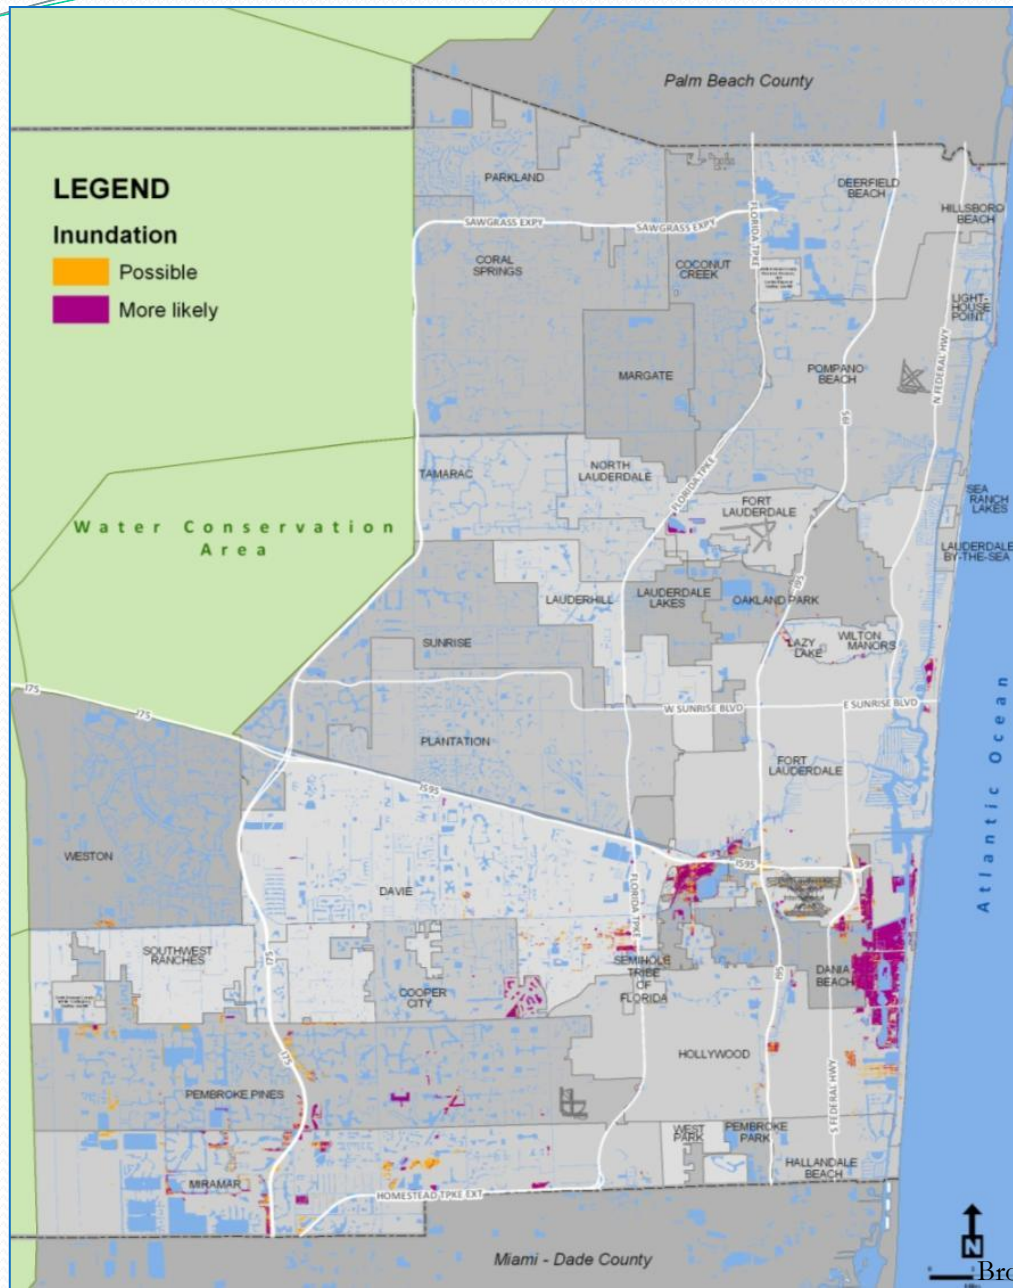 Palm Beach County
LEGEND
Inundation
Possible
More likely
PARKLAND
DEERFIELD
BEACH
HILLSBORO
BEACH
SAWGRASS EXPY
SAWGRASS EXPY
FLORIDA TPKE
CORAL
SPRINGS
COCONUT
CREEK
LIGHT-
HOUSE
POINT
N FEDERAL HWY
MARGATE
POMPANO
BEACH
I95
TAMARAC
NORTH
LAUDERDALE
FLORIDA TPKE
FORT
LAUDERDALE
SEA
RANCH
LAKES
Water Conservation
Area
LAUDERDALE
BY-THE-SEA
I95
LAUDERHILL
LAUDERDALE
LAKES
OAKLAND PARK
SUNRISE
LAZY
LAKE
WILTON
MANORS
I75
I75
W SUNRISE BLVD
E SUNRISE BLVD
Atlantic Ocean
PLANTATION
FORT
LAUDERDALE
I595
WESTON
I595
DAVIE
FLORIDA TPKE
SOUTHWEST
RANCHES
I75
SEMIHOLE
TRIBE
OF
FLORIDA
I95
DANIA
BEACH
COOPER
CITY
HOLLYWOOD
I75
S FEDERAL HWY
PEMBROKE PINES
WEST
PARK
PEMBROKE
PARK
HALLANDALE
BEACH
MIRAMAR
HOMESTEAD TPKE EXT
Miami - Dade County
N
Bro